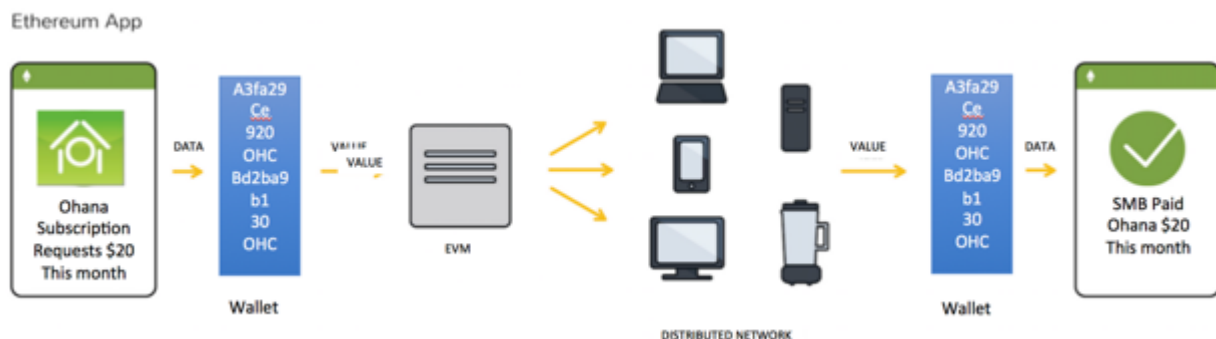 Ethereum App
Ohana
Subscription
Requests $20
This month
DATA
A3fa29
Ce
920
OHC
Bd2ba9
b1
30
OHC
Wallet
VALUE
VALUE
EVM
DISTRIBUTED NETWORK
VALUE
A3fa29
Ce
920
OHC
Bd2ba9
b1
30
OHC
Wallet
DATA
SMB Paid
Ohana $20
This month